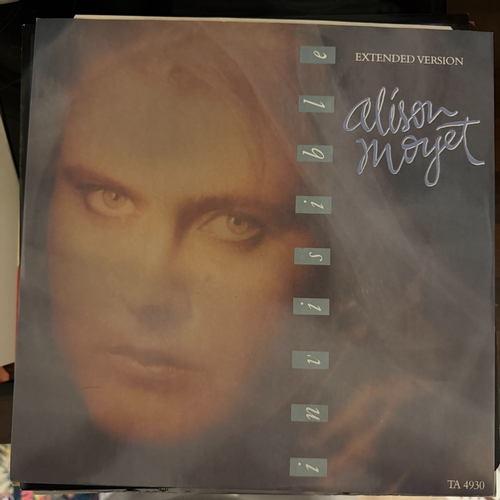 EXTENDED VERSION
alison
moyet
invisible
TA 4930